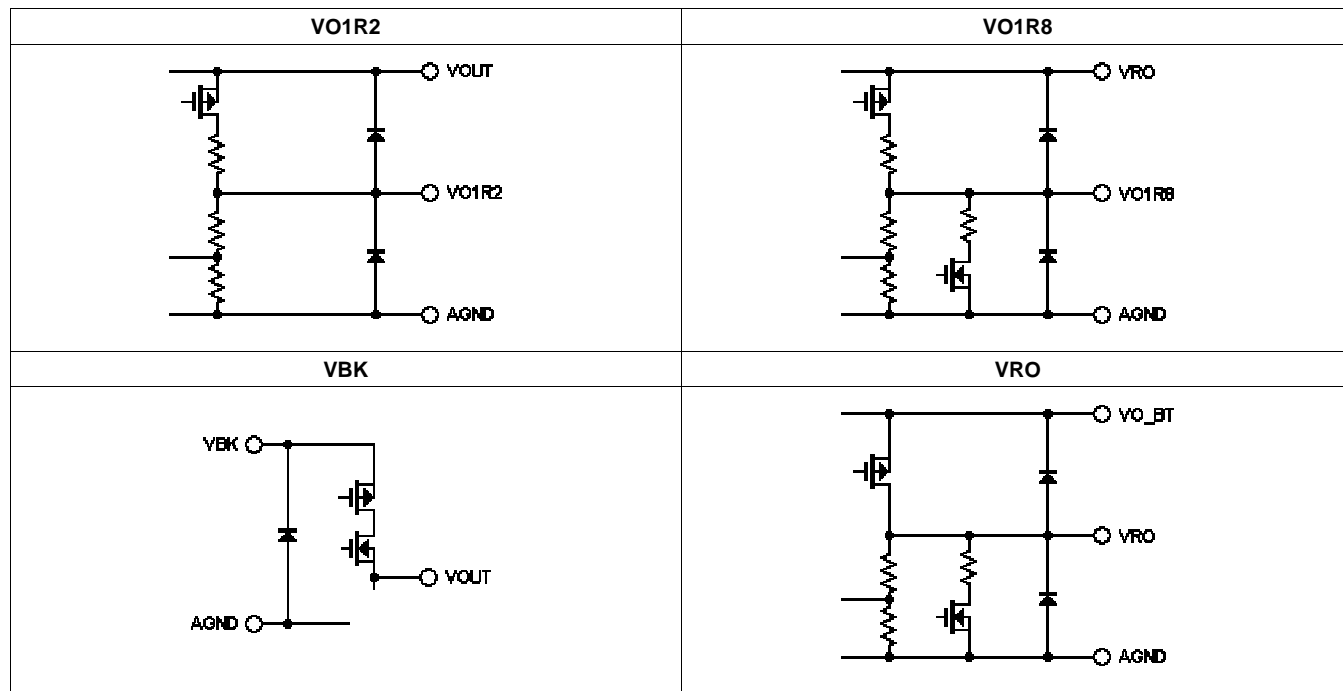 VO1R2
VO1R8
VOUT
VO1R2
AGND
VRO
VO1R8
AGND
VBK
VRO
VBK
VOUT
AGND
VO_BT
VRO
AGND